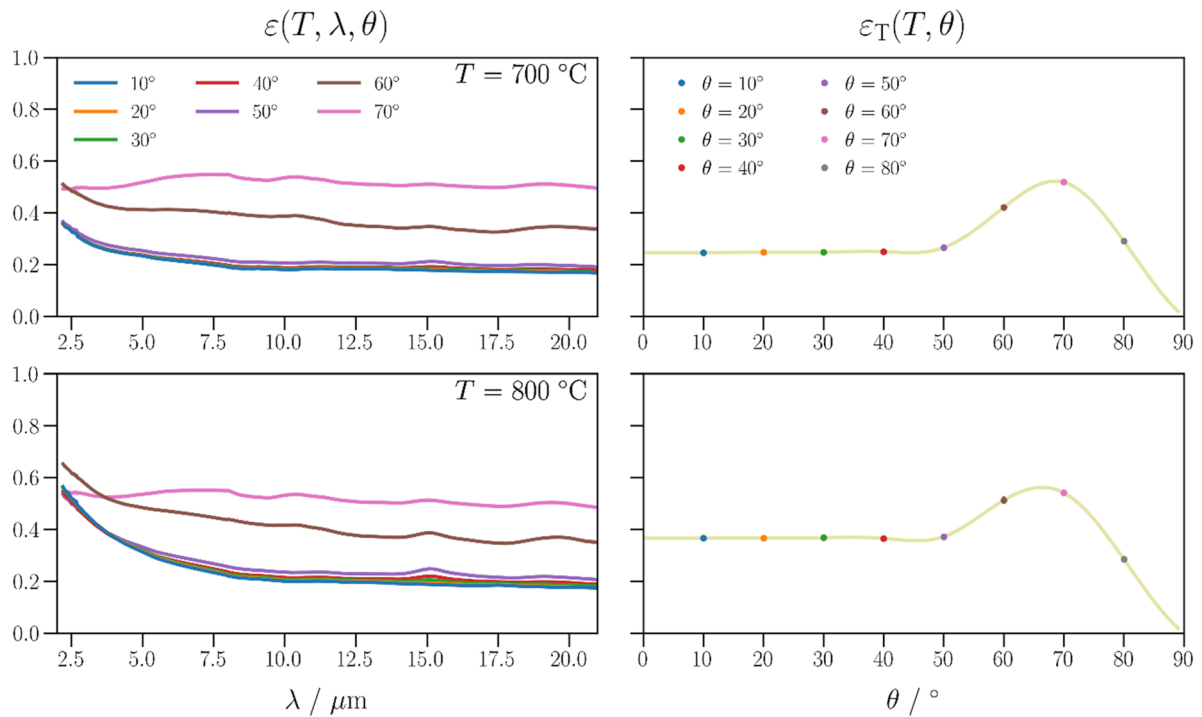 ε(T, λ, θ)
ε_T(T, θ)
1.0
0.8
0.6
0.4
0.2
0.0
10° 40° 60°
20° 50° 70°
30°
T = 700 °C
θ = 10° θ = 50°
θ = 20° θ = 60°
θ = 30° θ = 70°
θ = 40° θ = 80°
2.5 5.0 7.5 10.0 12.5 15.0 17.5 20.0
0 10 20 30 40 50 60 70 80 90
1.0
0.8
0.6
0.4
0.2
0.0
T = 800 °C
2.5 5.0 7.5 10.0 12.5 15.0 17.5 20.0
0 10 20 30 40 50 60 70 80 90
λ / μm
θ / °